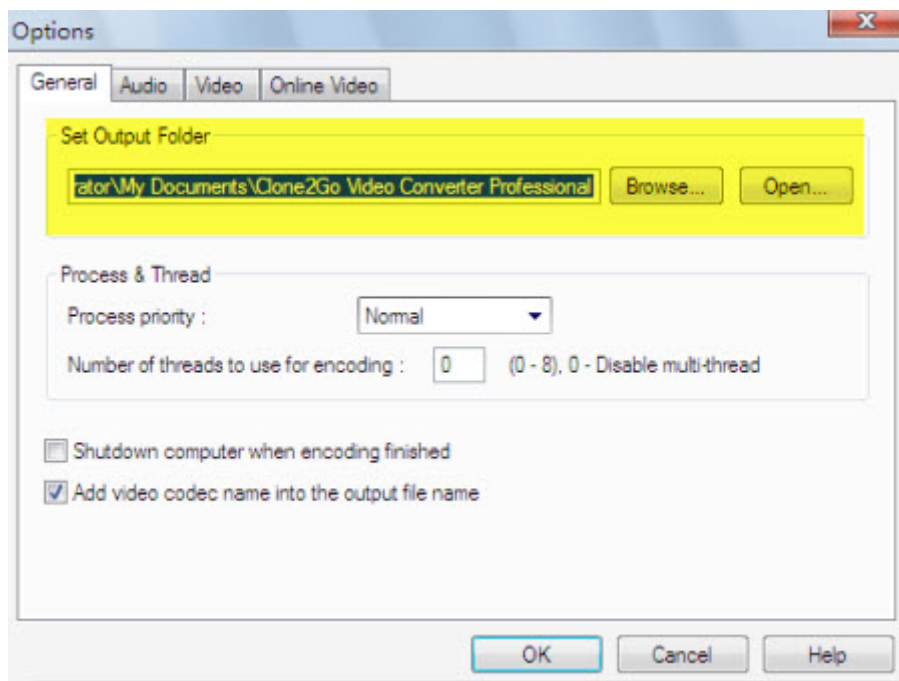 Options
X
General Audio Video Online Video
Set Output Folder
ator\My Documents\Clone2Go Video Converter Professional Browse... Open...
Process & Thread
Process priority : Normal
Number of threads to use for encoding : 0 (0 - 8), 0 - Disable multi-thread
Shutdown computer when encoding finished
Add video codec name into the output file name
OK Cancel Help